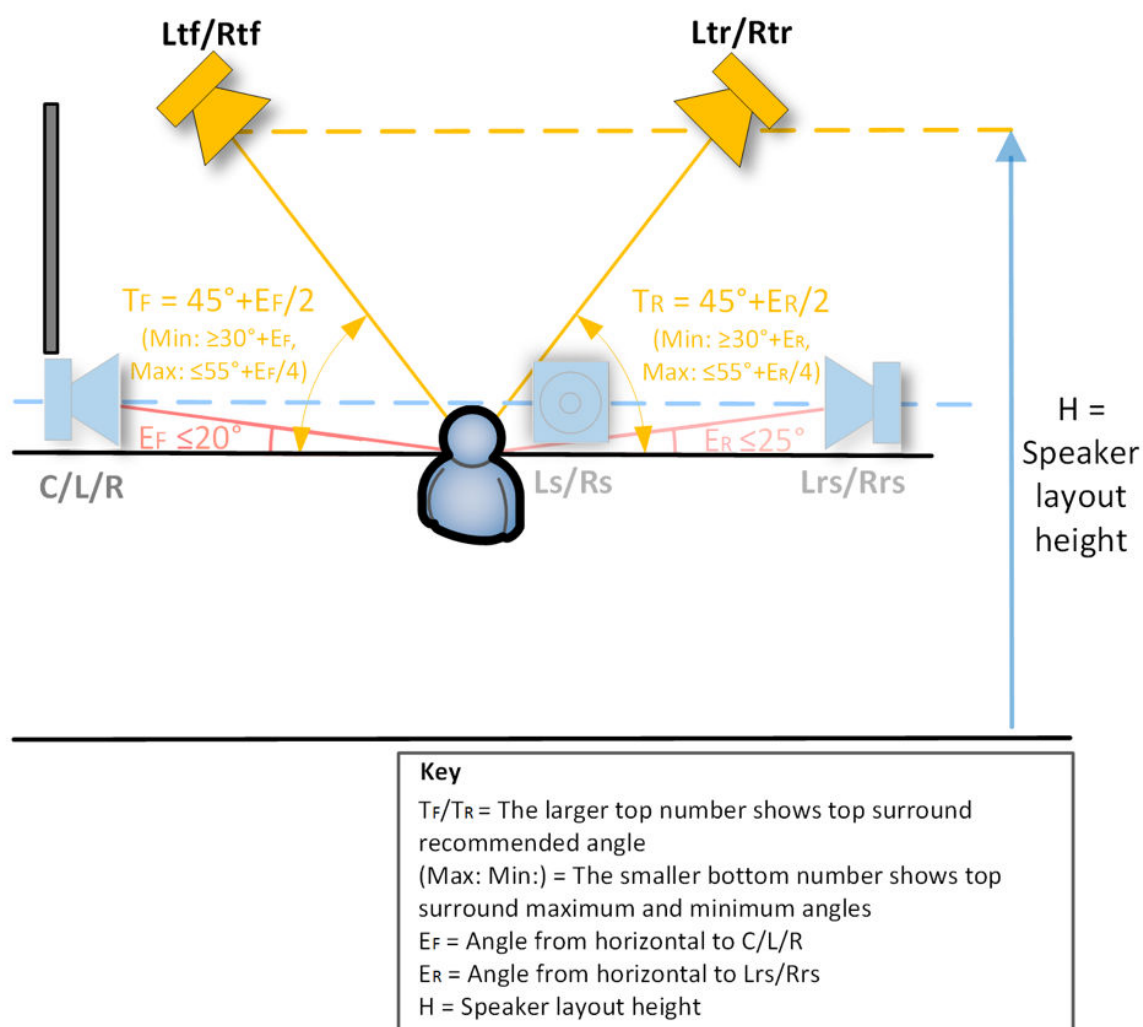 Ltf/Rtf
Ltr/Rtr
TF = 45°+EF/2
(Min: ≥30°+EF,
Max: ≤55°+EF/4)
TR = 45°+ER/2
(Min: ≥30°+ER,
Max: ≤55°+ER/4)
EF ≤20°
ER ≤25°
C/L/R
Ls/Rs
Lrs/Rrs
H =
Speaker
layout
height
Key
TF/TR = The larger top number shows top surround
recommended angle
(Max: Min:) = The smaller bottom number shows top
surround maximum and minimum angles
EF = Angle from horizontal to C/L/R
ER = Angle from horizontal to Lrs/Rrs
H = Speaker layout height